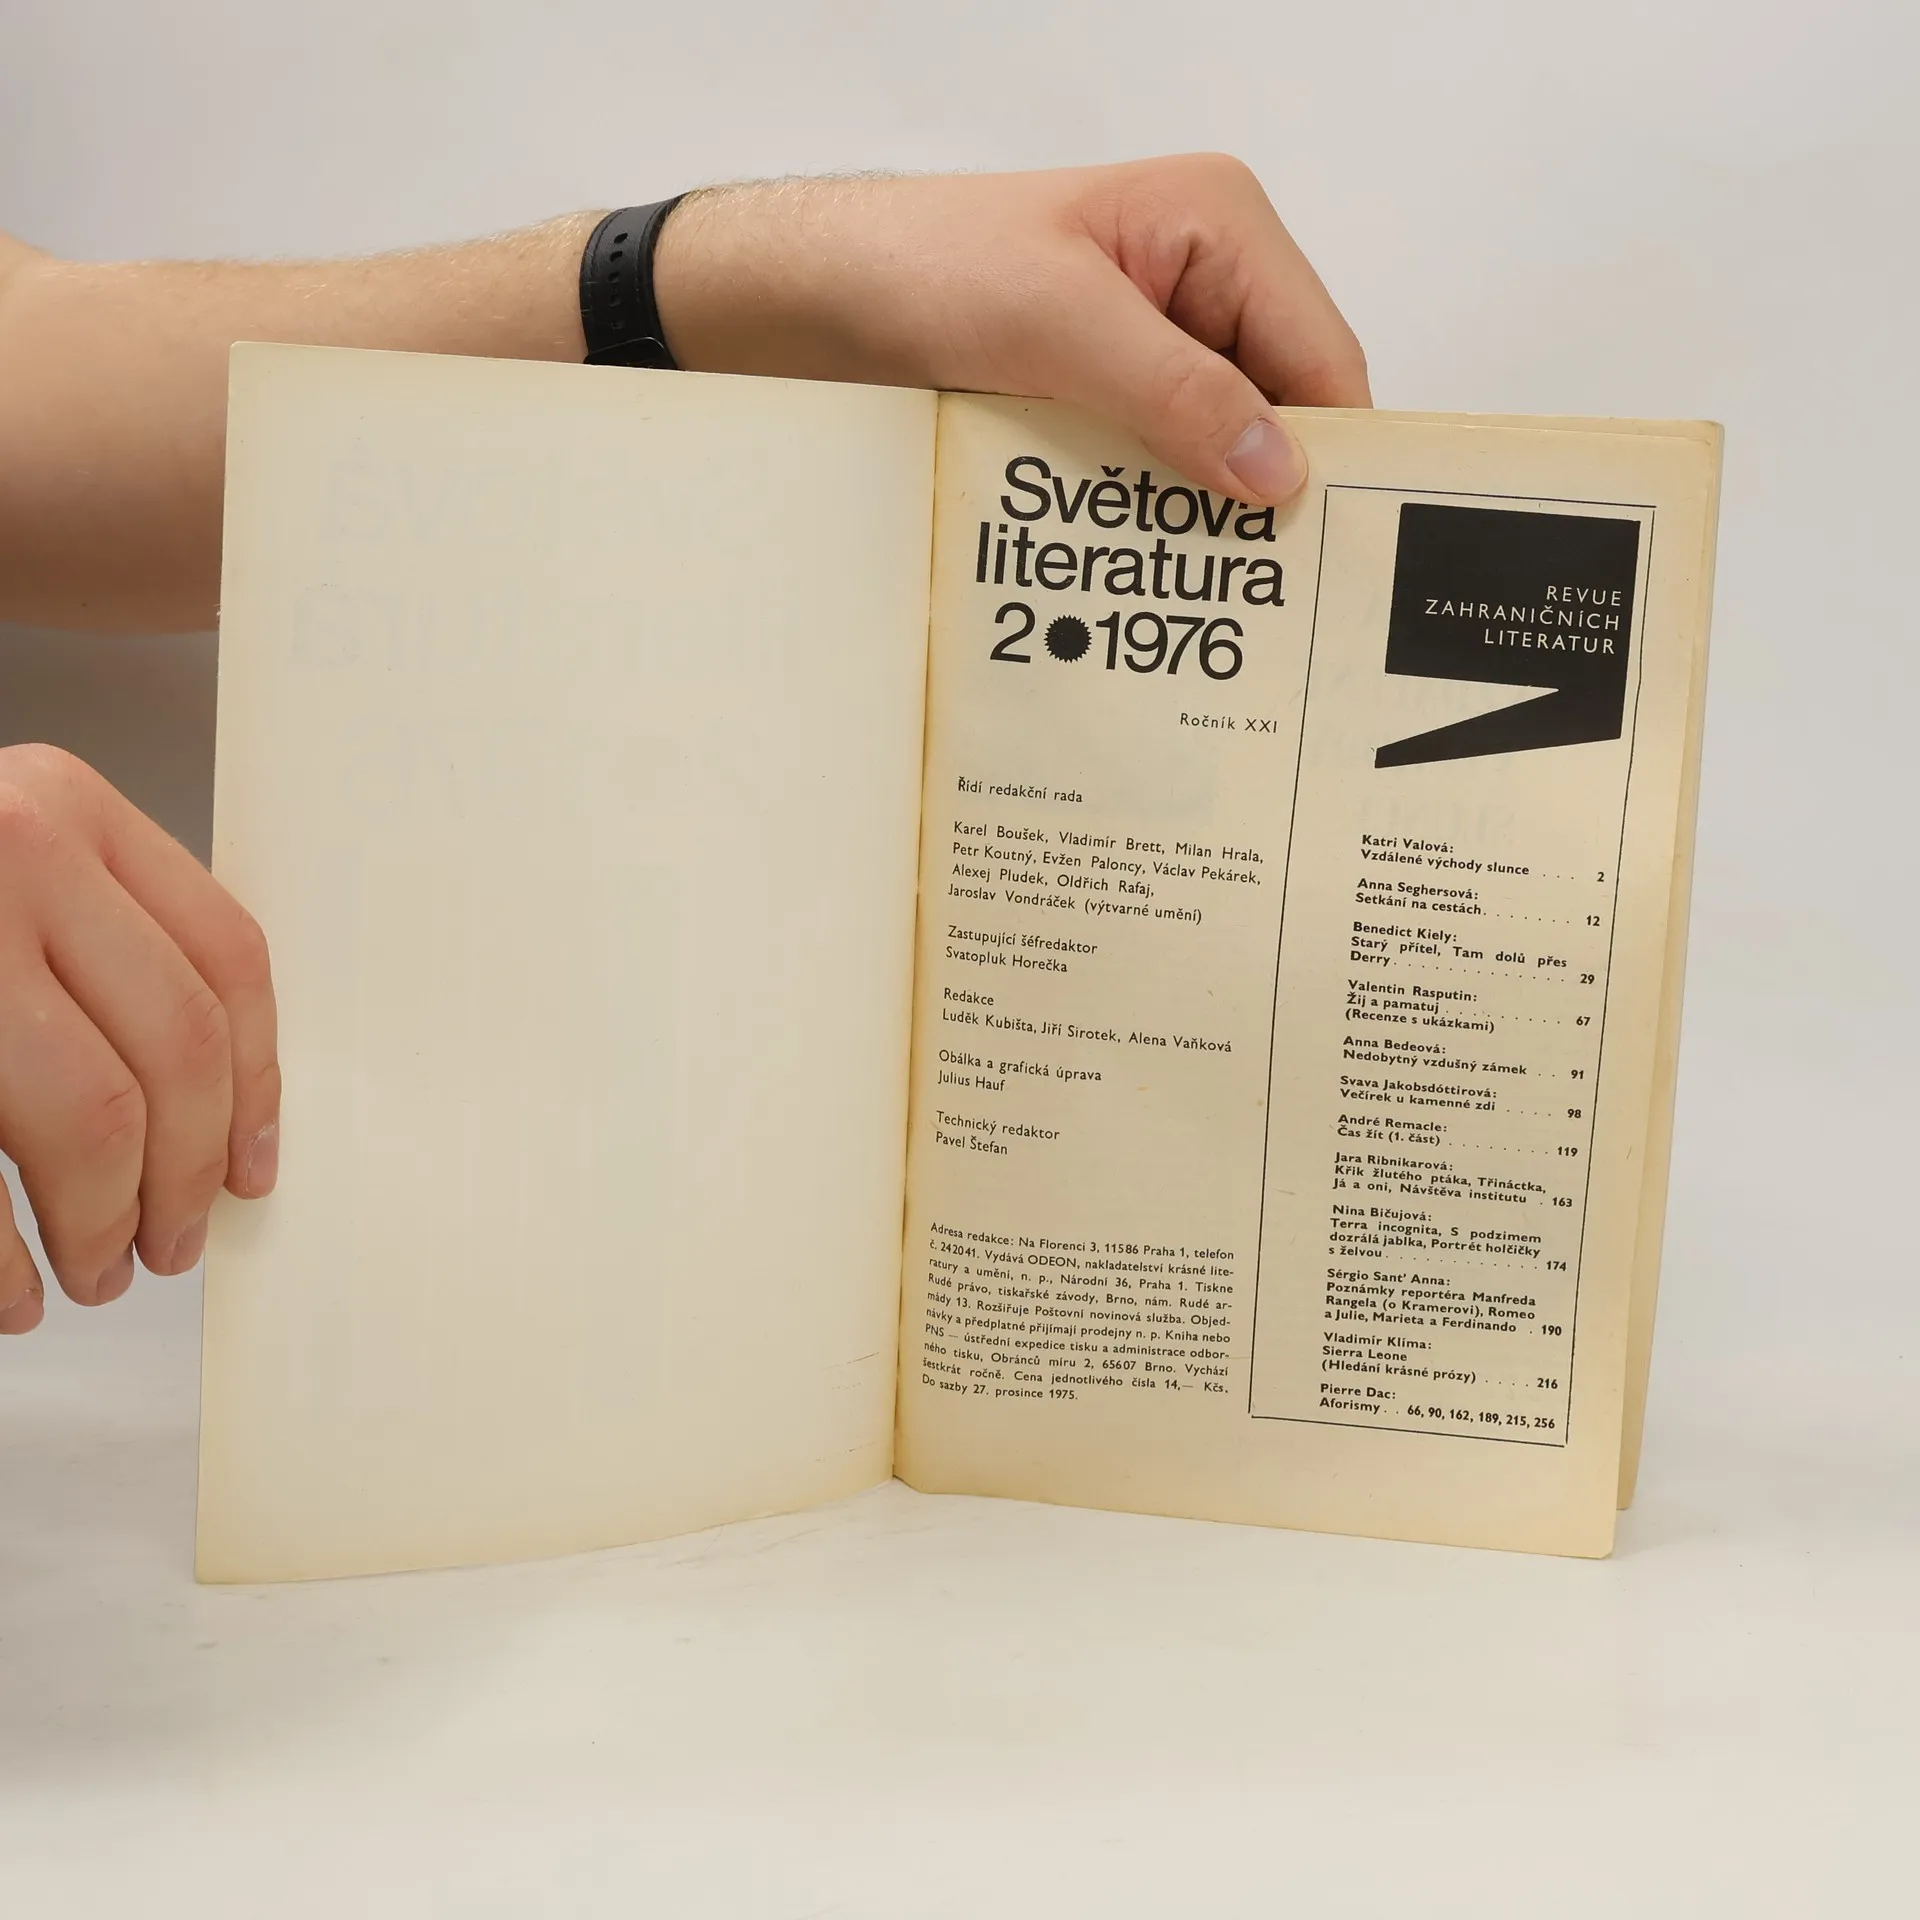 Světová
literatura
2 1976
Ročník XXI
Řídí redakční rada
Karel Boušek, Vladimír Brett, Milan Hrala,
Petr Koutný, Evžen Paloncy, Václav Pekárek,
Alexej Pludek, Oldřich Rafaj,
Jaroslav Vondráček (výtvarné umění)
Zastupující šéfredaktor
Svatopluk Horečka
Redakce
Luděk Kubišta, Jiří Sirotek, Alena Vaňková
Obálka a grafická úprava
Julius Hauf
Technický redaktor
Pavel Štefan
Adresa redakce: Na Florenci 3, 11586 Praha 1, telefon
č. 242041. Vydává ODEON, nakladatelství krásné lite-
ratury a umění, n. p., Národní 36, Praha 1. Tiskne
Rudé právo, tiskařské závody, Brno, nám. Rudé ar-
mády 13. Rozšiřuje Poštovní novinová služba. Objed-
návky a předplatné přijímají prodejny n. p. Kniha nebo
PNS — ústřední expedice tisku a administrace odbor-
ného tisku, Obránců míru 2, 65607 Brno. Vychází
šestkrát ročně. Cena jednotlivého čísla 14,— Kčs.
Do sazby 27. prosince 1975.
REVUE
ZAHRANIČNÍCH
LITERATUR
Katri Valová:
Vzdálené východy slunce . . . 2
Anna Seghersová:
Setkání na cestách. . . . . . . 12
Benedict Kiely:
Starý přítel, Tam dolů přes
Derry. . . . . . . . . . . . . 29
Valentin Rasputin:
Žij a pamatuj . . . . . . . . . 67
(Recenze s ukázkami)
Anna Bedeová:
Nedobytný vzdušný zámek . . 91
Svava Jakobsdóttirová:
Večírek u kamenné zdi . . . . 98
André Remacle:
Čas žít (1. část) . . . . . . . . 119
Jara Ribnikarová:
Křik žlutého ptáka, Třináctka,
Já a oni, Návštěva institutu . 163
Nina Bičujová:
Terra incognita, S podzimem
dozrálá jablka, Portrét holčičky
s želvou . . . . . . . . . . . . 174
Sérgio Sant' Anna:
Poznámky reportéra Manfreda
Rangela (o Kramerovi), Romeo
a Julie, Marieta a Ferdinando . 190
Vladimír Klíma:
Sierra Leone
(Hledání krásné prózy) . . . . 216
Pierre Dac:
Aforismy . . 66, 90, 162, 189, 215, 256